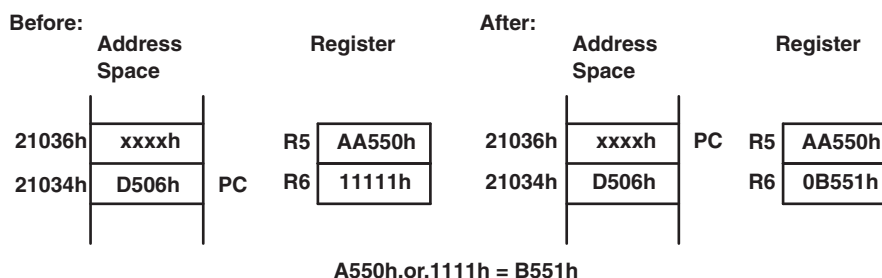 Before:
After:
Address Space
Register
Address Space
Register
21036h xxxxh R5 AA550h
21036h xxxxh PC R5 AA550h
21034h D506h PC R6 11111h
21034h D506h R6 0B551h
A550h.or.1111h = B551h